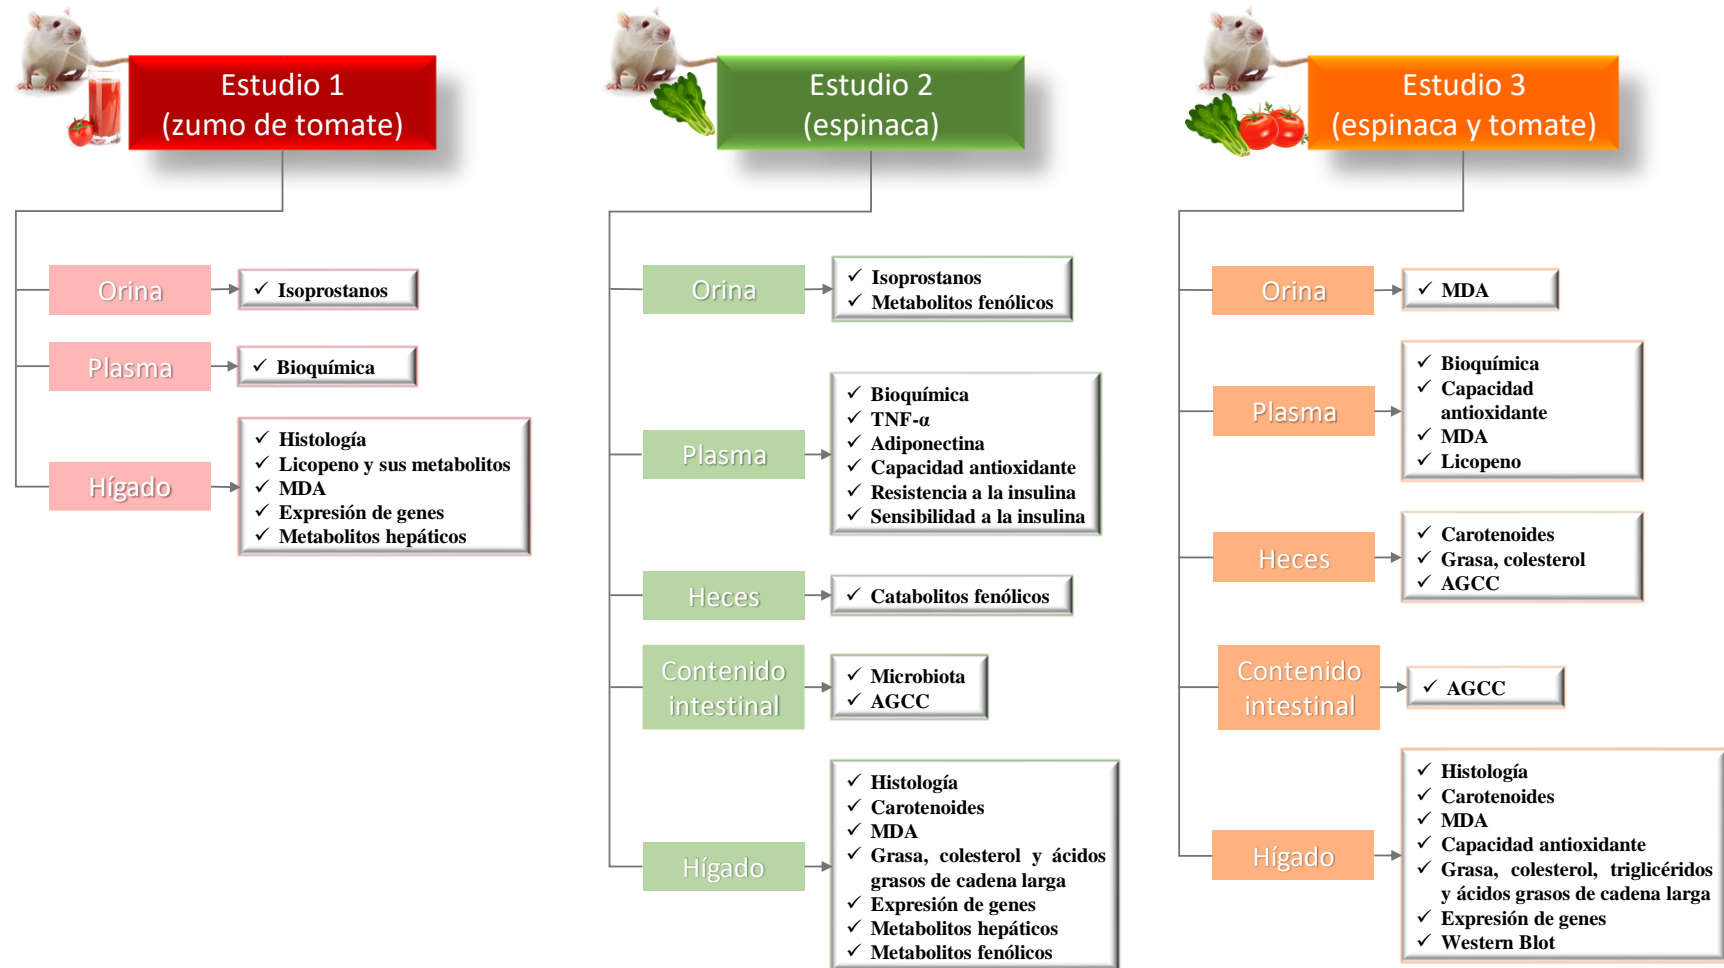 Estudio 1
(zumo de tomate)
Orina
✓ Isoprostanos
Plasma
✓ Bioquímica
Hígado
✓ Histología
✓ Licopeno y sus metabolitos
✓ MDA
✓ Expresión de genes
✓ Metabolitos hepáticos
Estudio 2
(espinaca)
Orina
✓ Isoprostanos
✓ Metabolitos fenólicos
Plasma
✓ Bioquímica
✓ TNF-α
✓ Adiponectina
✓ Capacidad antioxidante
✓ Resistencia a la insulina
✓ Sensibilidad a la insulina
Heces
✓ Catabolitos fenólicos
Contenido
intestinal
✓ Microbiota
✓ AGCC
Hígado
✓ Histología
✓ Carotenoides
✓ MDA
✓ Grasa, colesterol y ácidos
grasos de cadena larga
✓ Expresión de genes
✓ Metabolitos hepáticos
✓ Metabolitos fenólicos
Estudio 3
(espinaca y tomate)
Orina
✓ MDA
Plasma
✓ Bioquímica
✓ Capacidad
antioxidante
✓ MDA
✓ Licopeno
Heces
✓ Carotenoides
✓ Grasa, colesterol
✓ AGCC
Contenido
intestinal
✓ AGCC
Hígado
✓ Histología
✓ Carotenoides
✓ MDA
✓ Capacidad antioxidante
✓ Grasa, colesterol, triglicéridos
y ácidos grasos de cadena larga
✓ Expresión de genes
✓ Western Blot